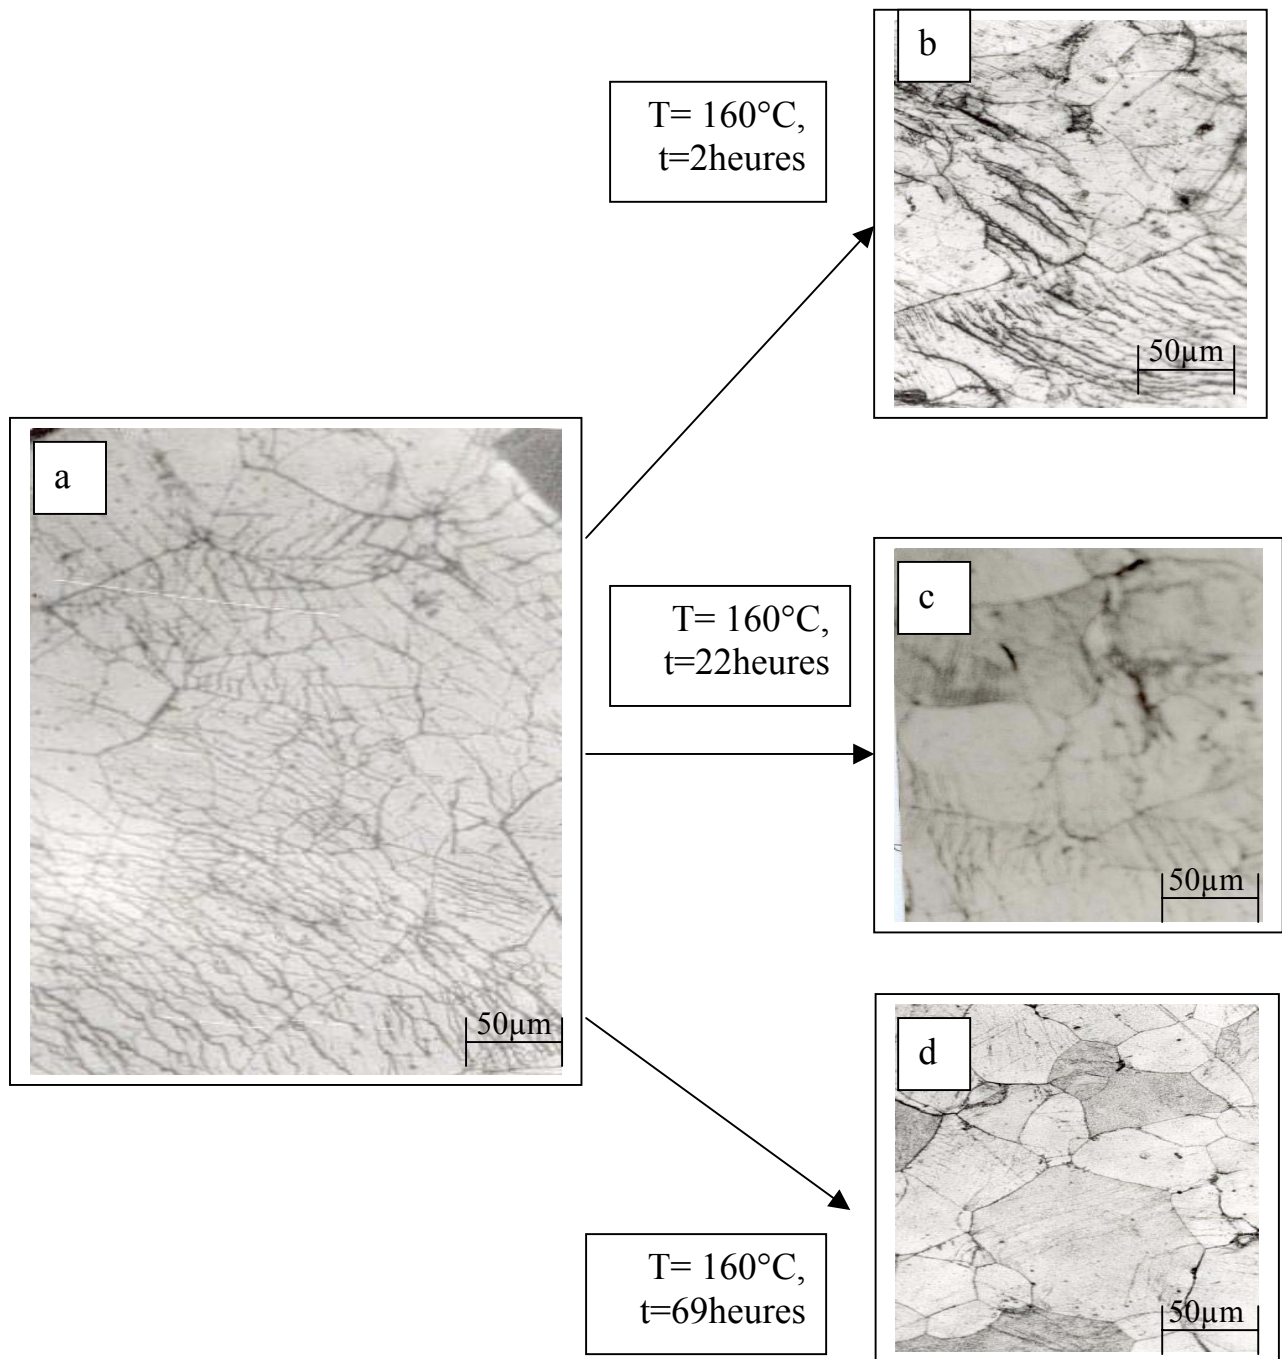 b
T= 160°C,
t=2heures
50µm
a
50µm
T= 160°C,
t=22heures
c
50µm
d
T= 160°C,
t=69heures
50µm